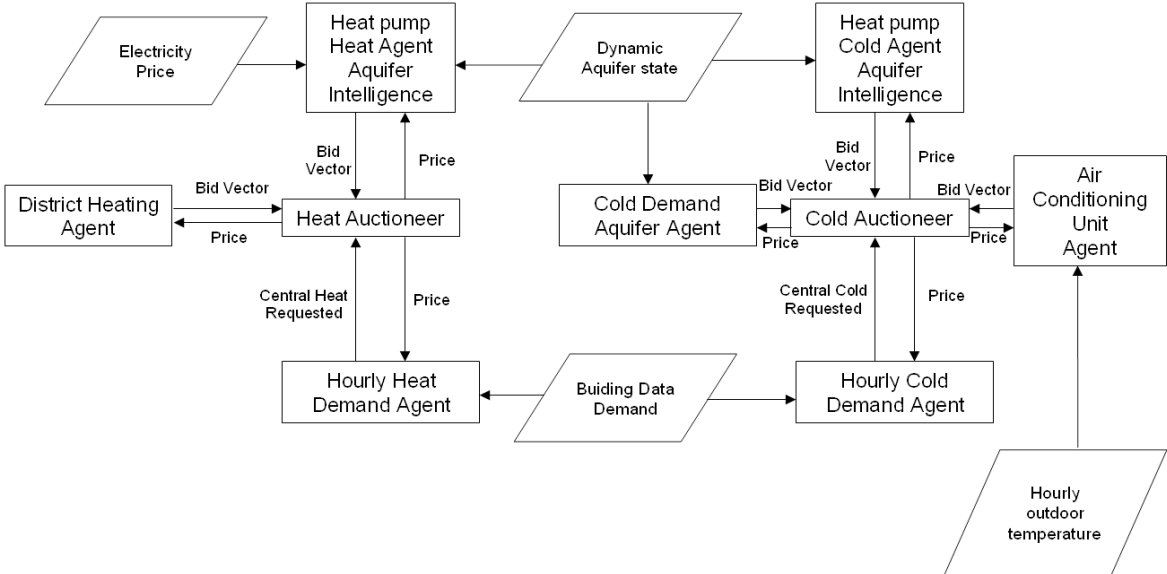 Electricity
Price
Heat pump
Heat Agent
Aquifer
Intelligence
Dynamic
Aquifer state
Heat pump
Cold Agent
Aquifer
Intelligence
Bid
Vector
Price
Bid
Vector
Price
District Heating
Agent
Bid Vector
Price
Heat Auctioneer
Cold Demand
Aquifer Agent
Bid Vector
Price
Cold Auctioneer
Bid Vector
Price
Air
Conditioning
Unit
Agent
Central Heat
Requested
Price
Central Cold
Requested
Price
Hourly Heat
Demand Agent
Buiding Data
Demand
Hourly Cold
Demand Agent
Hourly
outdoor
temperature